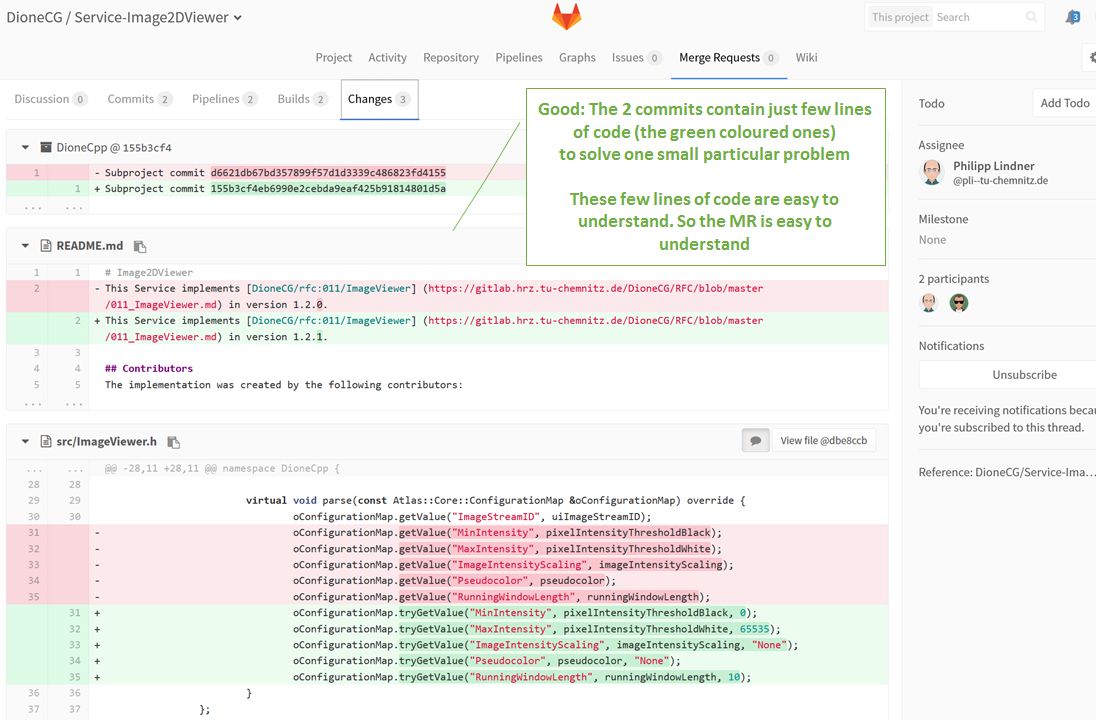 DioneCG / Service-Image2DViewer
This project Search
3
Project Activity Repository Pipelines Graphs Issues 0 Merge Requests 0 Wiki
Discussion 0 Commits 2 Pipelines 2 Builds 2 Changes 3
Good: The 2 commits contain just few lines
of code (the green coloured ones)
to solve one small particular problem
These few lines of code are easy to
understand. So the MR is easy to
understand
DioneCpp @ 155b3cf4
1 - Subproject commit d6621db67bd357899f57d1d3339c486823fd4155
1 + Subproject commit 155b3cf4eb6990e2cebda9eaf425b91814801d5a
... ...
README.md
1 1 # Image2DViewer
2 - This Service implements [DioneCG/rfc:011/ImageViewer] (https://gitlab.hrz.tu-chemnitz.de/DioneCG/RFC/blob/master
/011_ImageViewer.md) in version 1.2.0.
2 + This Service implements [DioneCG/rfc:011/ImageViewer] (https://gitlab.hrz.tu-chemnitz.de/DioneCG/RFC/blob/master
/011_ImageViewer.md) in version 1.2.1.
3 3
4 4 ## Contributors
5 5 The implementation was created by the following contributors:
... ...
src/ImageViewer.h View file @dbe8ccb
... ... @@ -28,11 +28,11 @@ namespace DioneCpp {
28 28
29 29 virtual void parse(const Atlas::Core::ConfigurationMap &oConfigurationMap) override {
30 30 oConfigurationMap.getValue("ImageStreamID", uiImageStreamID);
31 - oConfigurationMap.getValue("MinIntensity", pixelIntensityThresholdBlack);
32 - oConfigurationMap.getValue("MaxIntensity", pixelIntensityThresholdWhite);
33 - oConfigurationMap.getValue("ImageIntensityScaling", imageIntensityScaling);
34 - oConfigurationMap.getValue("Pseudocolor", pseudocolor);
35 - oConfigurationMap.getValue("RunningWindowLength", runningWindowLength);
31 + oConfigurationMap.tryGetValue("MinIntensity", pixelIntensityThresholdBlack, 0);
32 + oConfigurationMap.tryGetValue("MaxIntensity", pixelIntensityThresholdWhite, 65535);
33 + oConfigurationMap.tryGetValue("ImageIntensityScaling", imageIntensityScaling, "None");
34 + oConfigurationMap.tryGetValue("Pseudocolor", pseudocolor, "None");
35 + oConfigurationMap.tryGetValue("RunningWindowLength", runningWindowLength, 10);
36 36 }
37 37 };
Todo Add Todo
Assignee
Philipp Lindner
@pli--tu-chemnitz.de
Milestone
None
2 participants
Notifications
Unsubscribe
You're receiving notifications becau
you're subscribed to this thread.
Reference: DioneCG/Service-Ima...